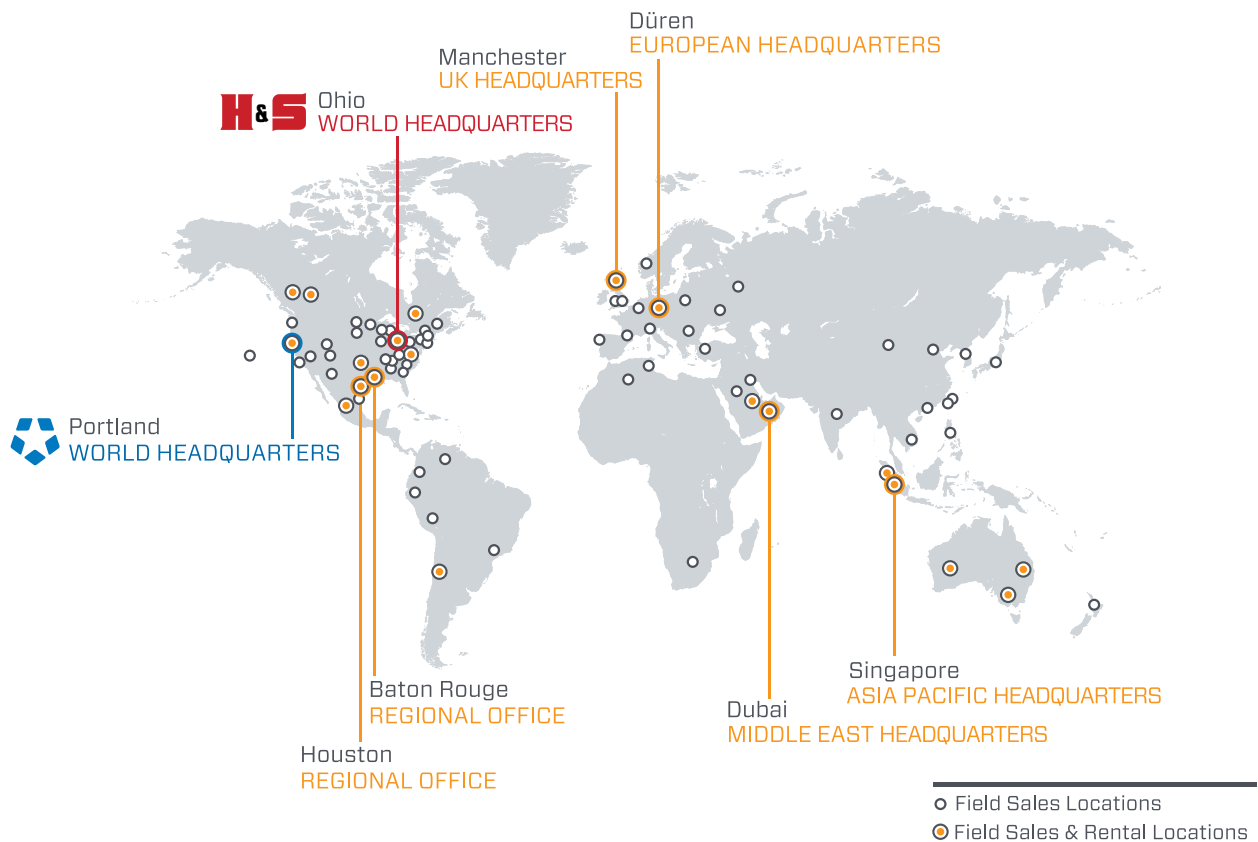 Düren
EUROPEAN HEADQUARTERS
Manchester
UK HEADQUARTERS
H&S
Ohio
WORLD HEADQUARTERS
Portland
WORLD HEADQUARTERS
Baton Rouge
REGIONAL OFFICE
Houston
REGIONAL OFFICE
Singapore
ASIA PACIFIC HEADQUARTERS
Dubai
MIDDLE EAST HEADQUARTERS
Field Sales Locations
Field Sales & Rental Locations